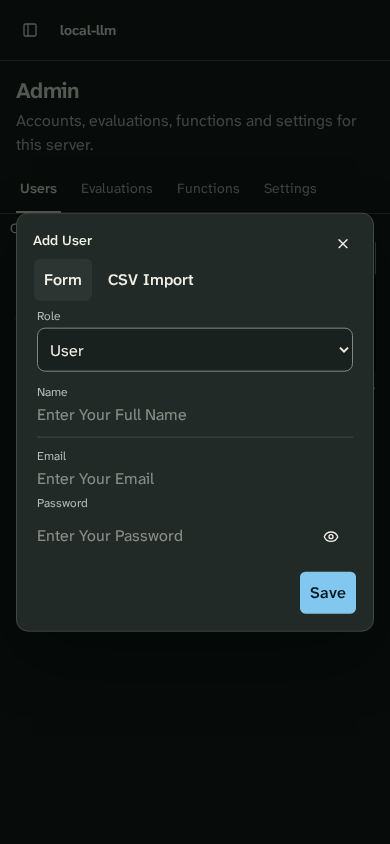 local-llm
Admin
Accounts, evaluations, functions and settings for
this server.
Users Evaluations Functions Settings
Add User
Form CSV Import
Role
User
Name
Enter Your Full Name
Email
Enter Your Email
Password
Enter Your Password
Save